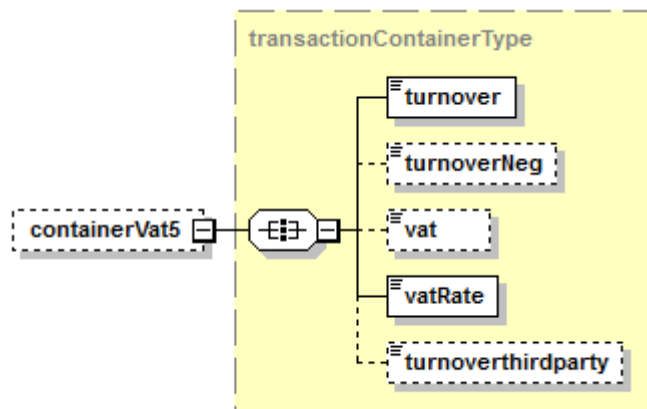 transactionContainerType
turnover
turnoverNeg
containerVat5
vat
vatRate
turnoverthirdparty